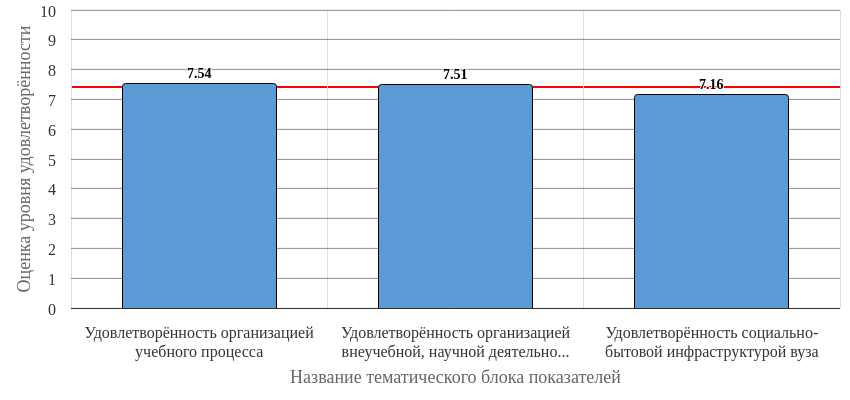 Оценка уровня удовлетворённости
10
9
8
7
6
5
4
3
2
1
0
7.54
7.51
7.16
Удовлетворённость организацией
учебного процесса
Удовлетворённость организацией
внеучебной, научной деятельно...
Удовлетворённость социально-
бытовой инфраструктурой вуза
Название тематического блока показателей